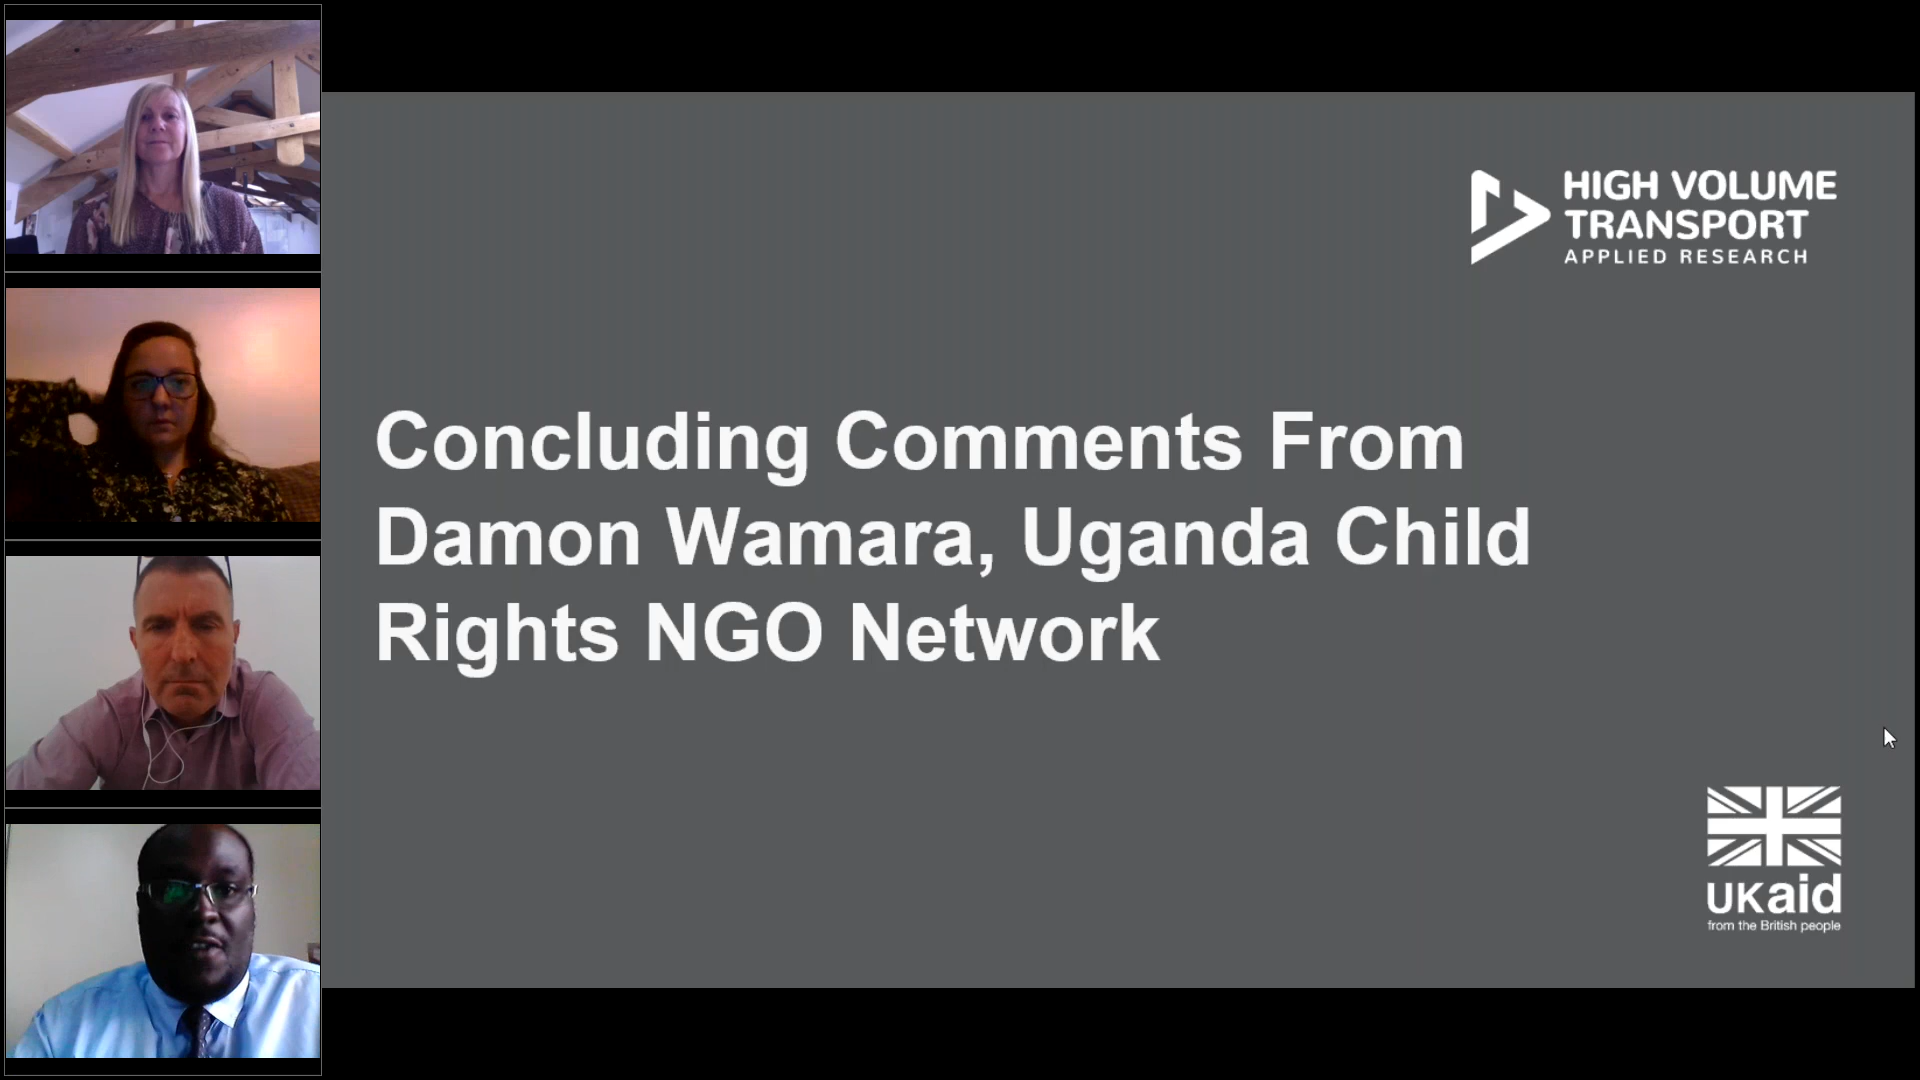 HIGH VOLUME
TRANSPORT
APPLIED RESEARCH
Concluding Comments From
Damon Wamara, Uganda Child
Rights NGO Network
UKaid
from the British people